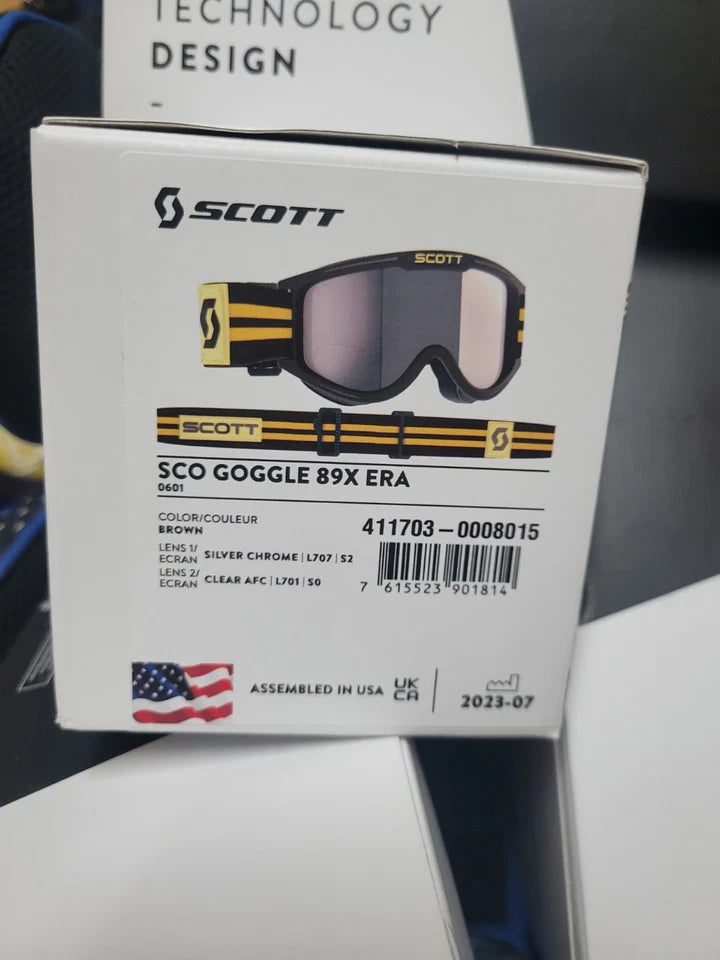 TECHNOLOGY
DESIGN
-
SCOTT
SCOTT
SCOTT
SCO GOGGLE 89X ERA
0601
COLOR/COULEUR
BROWN
411703-0008015
LENS 1/
ECRAN SILVER CHROME | L707 | S2
LENS 2/
ECRAN CLEAR AFC | L701 | S0
7 615523 901814
ASSEMBLED IN USA UK
CA
2023-07